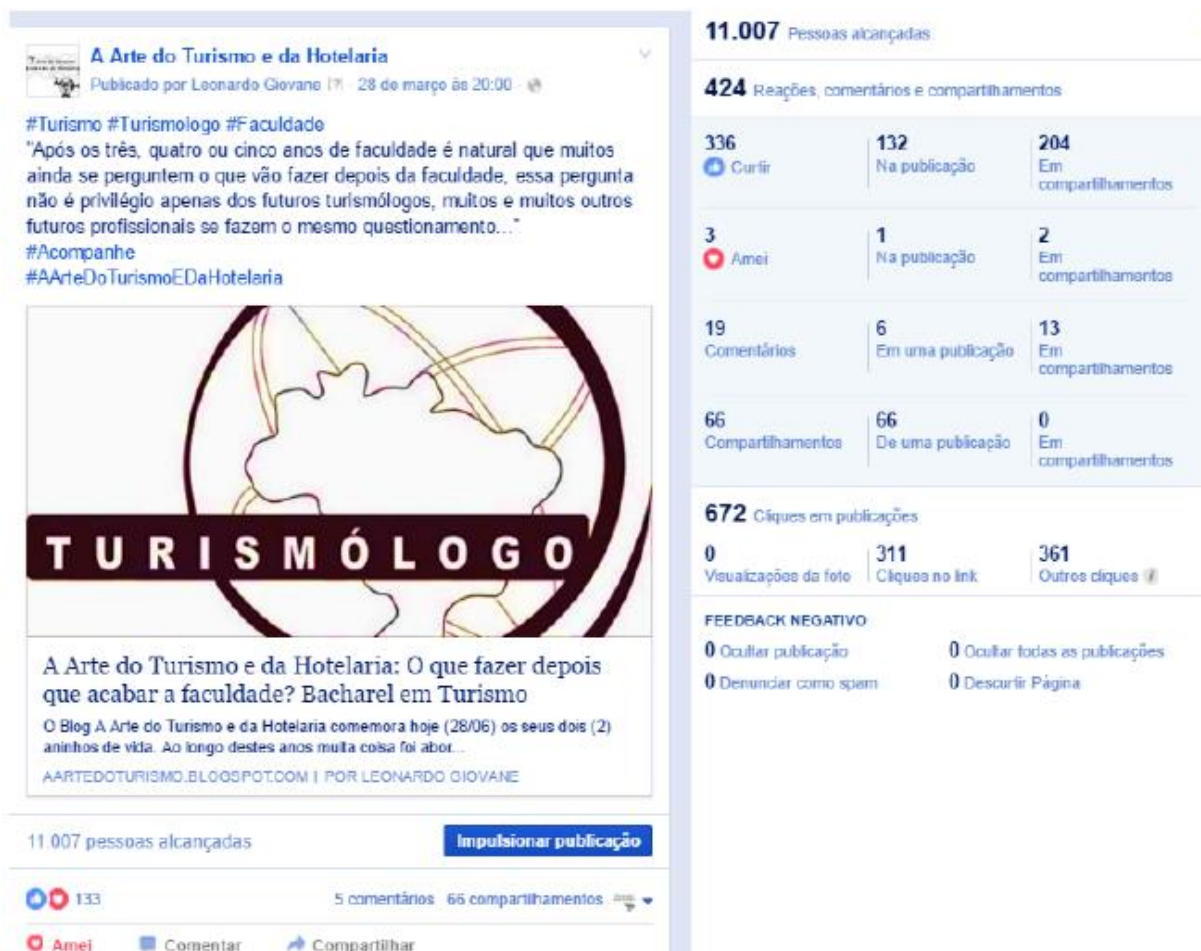 A Arte do Turismo e da Hotelaria
Publicado por Leonardo Giovane [?] · 28 de março às 20:00 ·
#Turismo #Turismologo #Faculdade
"Após os três, quatro ou cinco anos de faculdade é natural que muitos
ainda se perguntem o que vão fazer depois da faculdade, essa pergunta
não é privilégio apenas dos futuros turismólogos, muitos e muitos outros
futuros profissionais se fazem o mesmo questionamento..."
#Acompanhe
#AArteDoTurismoEDaHotelaria
TURISMÓLOGO
A Arte do Turismo e da Hotelaria: O que fazer depois
que acabar a faculdade? Bacharel em Turismo
O Blog A Arte do Turismo e da Hotelaria comemora hoje (28/06) os seus dois (2)
aninhos de vida. Ao longo destes anos muita coisa foi abor...
AARTEDOTURISMO.BLOGSPOT.COM | POR LEONARDO GIOVANE
11.007 pessoas alcançadas
Impulsionar publicação
133
5 comentários 66 compartilhamentos
Amei Comentar Compartilhar
11.007 Pessoas alcançadas
424 Reações, comentários e compartilhamentos
336 132 204
Curtir Na publicação Em
compartilhamentos
3 1 2
Amei Na publicação Em
compartilhamentos
19 6 13
Comentários Em uma publicação Em
compartilhamentos
66 66 0
Compartilhamentos De uma publicação Em
compartilhamentos
672 Cliques em publicações
0 311 361
Visualizações da foto Cliques no link Outros cliques i
FEEDBACK NEGATIVO
0 Ocultar publicação 0 Ocultar todas as publicações
0 Denunciar como spam 0 Descurtir Página